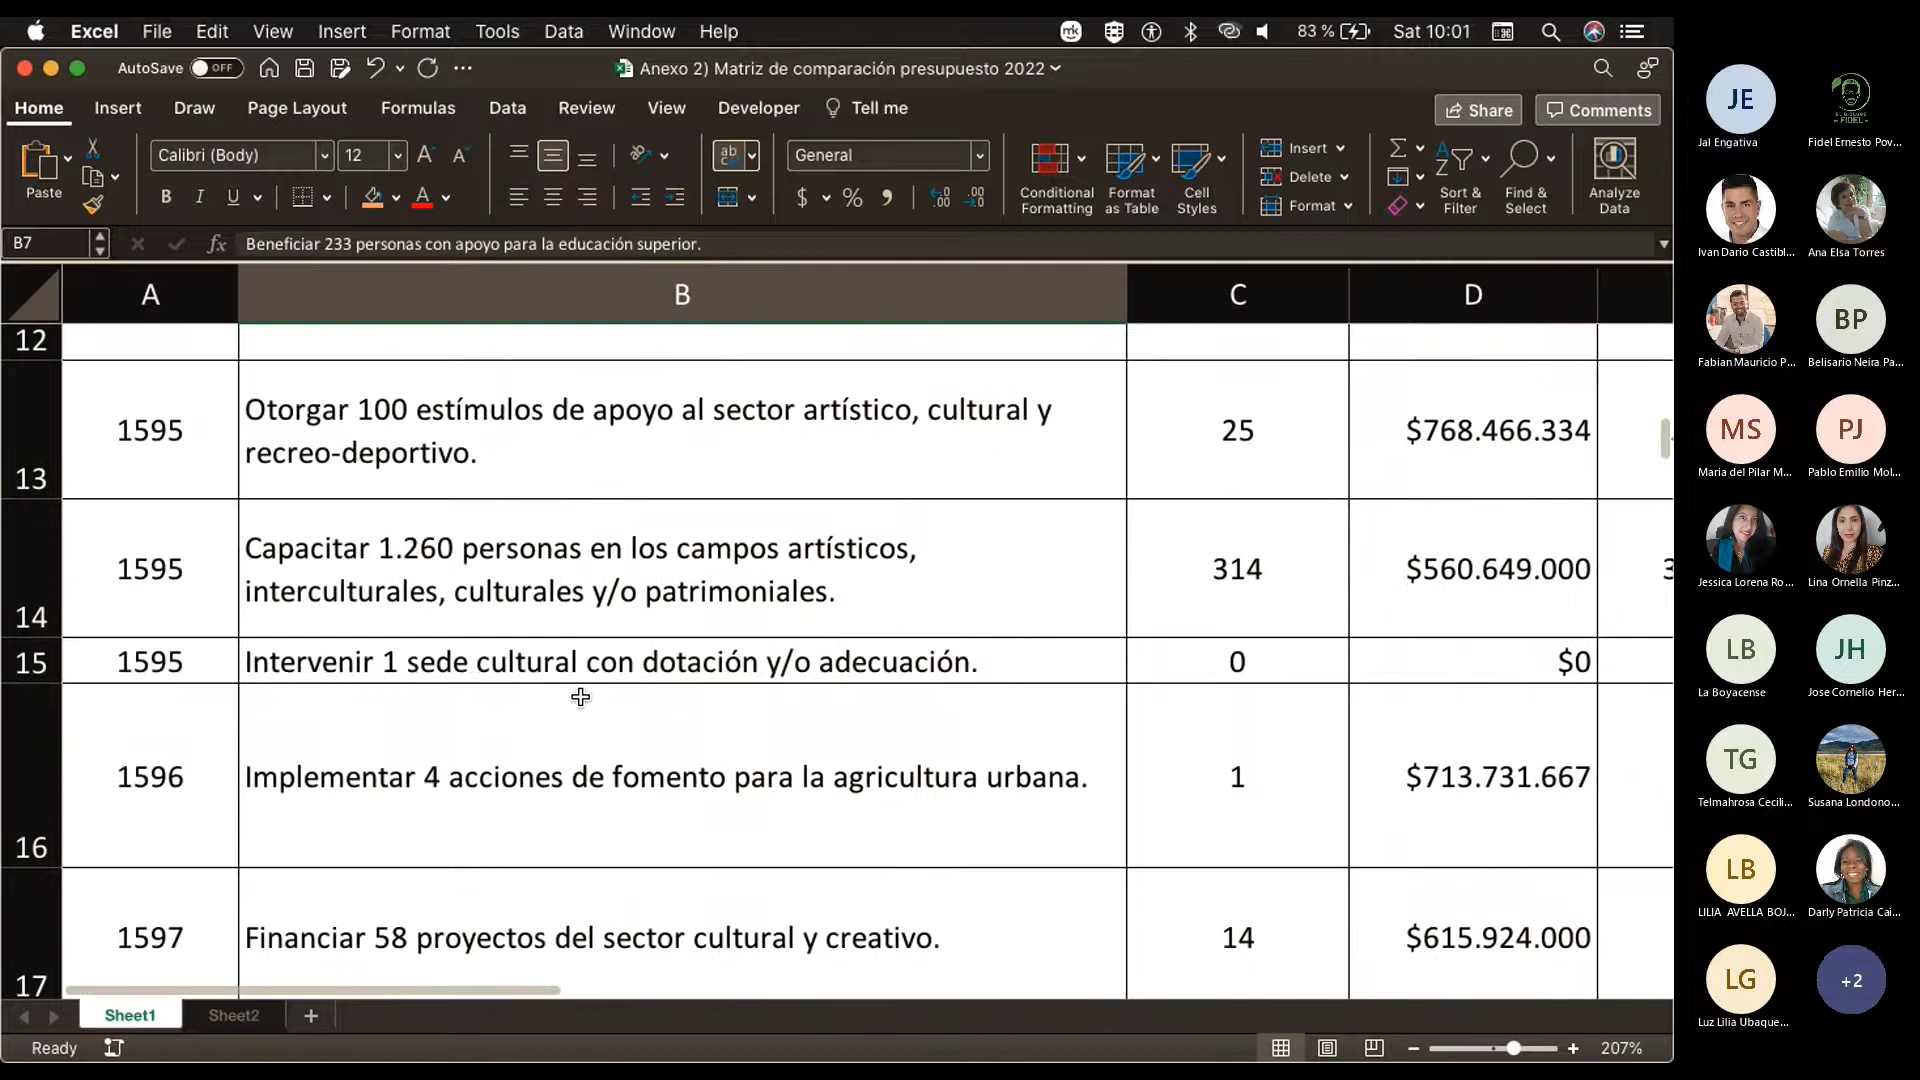 Excel File Edit View Insert Format Tools Data Window Help
83 % Sat 10:01
AutoSave OFF
Anexo 2) Matriz de comparación presupuesto 2022
Home Insert Draw Page Layout Formulas Data Review View Developer Tell me
Share Comments
Paste
Calibri (Body) 12
General
Conditional Formatting
Format as Table
Cell Styles
Insert
Delete
Format
Sort & Filter
Find & Select
Analyze Data
B7 fx Beneficiar 233 personas con apoyo para la educación superior.
A B C D
12
13 1595 Otorgar 100 estímulos de apoyo al sector artístico, cultural y 25 $768.466.334
recreo-deportivo.
14 1595 Capacitar 1.260 personas en los campos artísticos, 314 $560.649.000 3
interculturales, culturales y/o patrimoniales.
15 1595 Intervenir 1 sede cultural con dotación y/o adecuación. 0 $0
16 1596 Implementar 4 acciones de fomento para la agricultura urbana. 1 $713.731.667
17 1597 Financiar 58 proyectos del sector cultural y creativo. 14 $615.924.000
Sheet1 Sheet2 +
Ready
207%
JE
Jal Engativa
FIDEL
Fidel Ernesto Pov...
Ivan Dario Castibl...
Ana Elsa Torres
Fabian Mauricio P...
BP
Belisario Neira Pa...
MS
Maria del Pilar M...
PJ
Pablo Emilio Mol...
Jessica Lorena Ro...
Lina Ornella Pinz...
LB
La Boyacense
JH
Jose Cornelio Her...
TG
Telmahrosa Cecili...
Susana Londono...
LB
LILIA AVELLA BOJ...
Darly Patricia Cai...
LG
Luz Lilia Ubaque...
+2